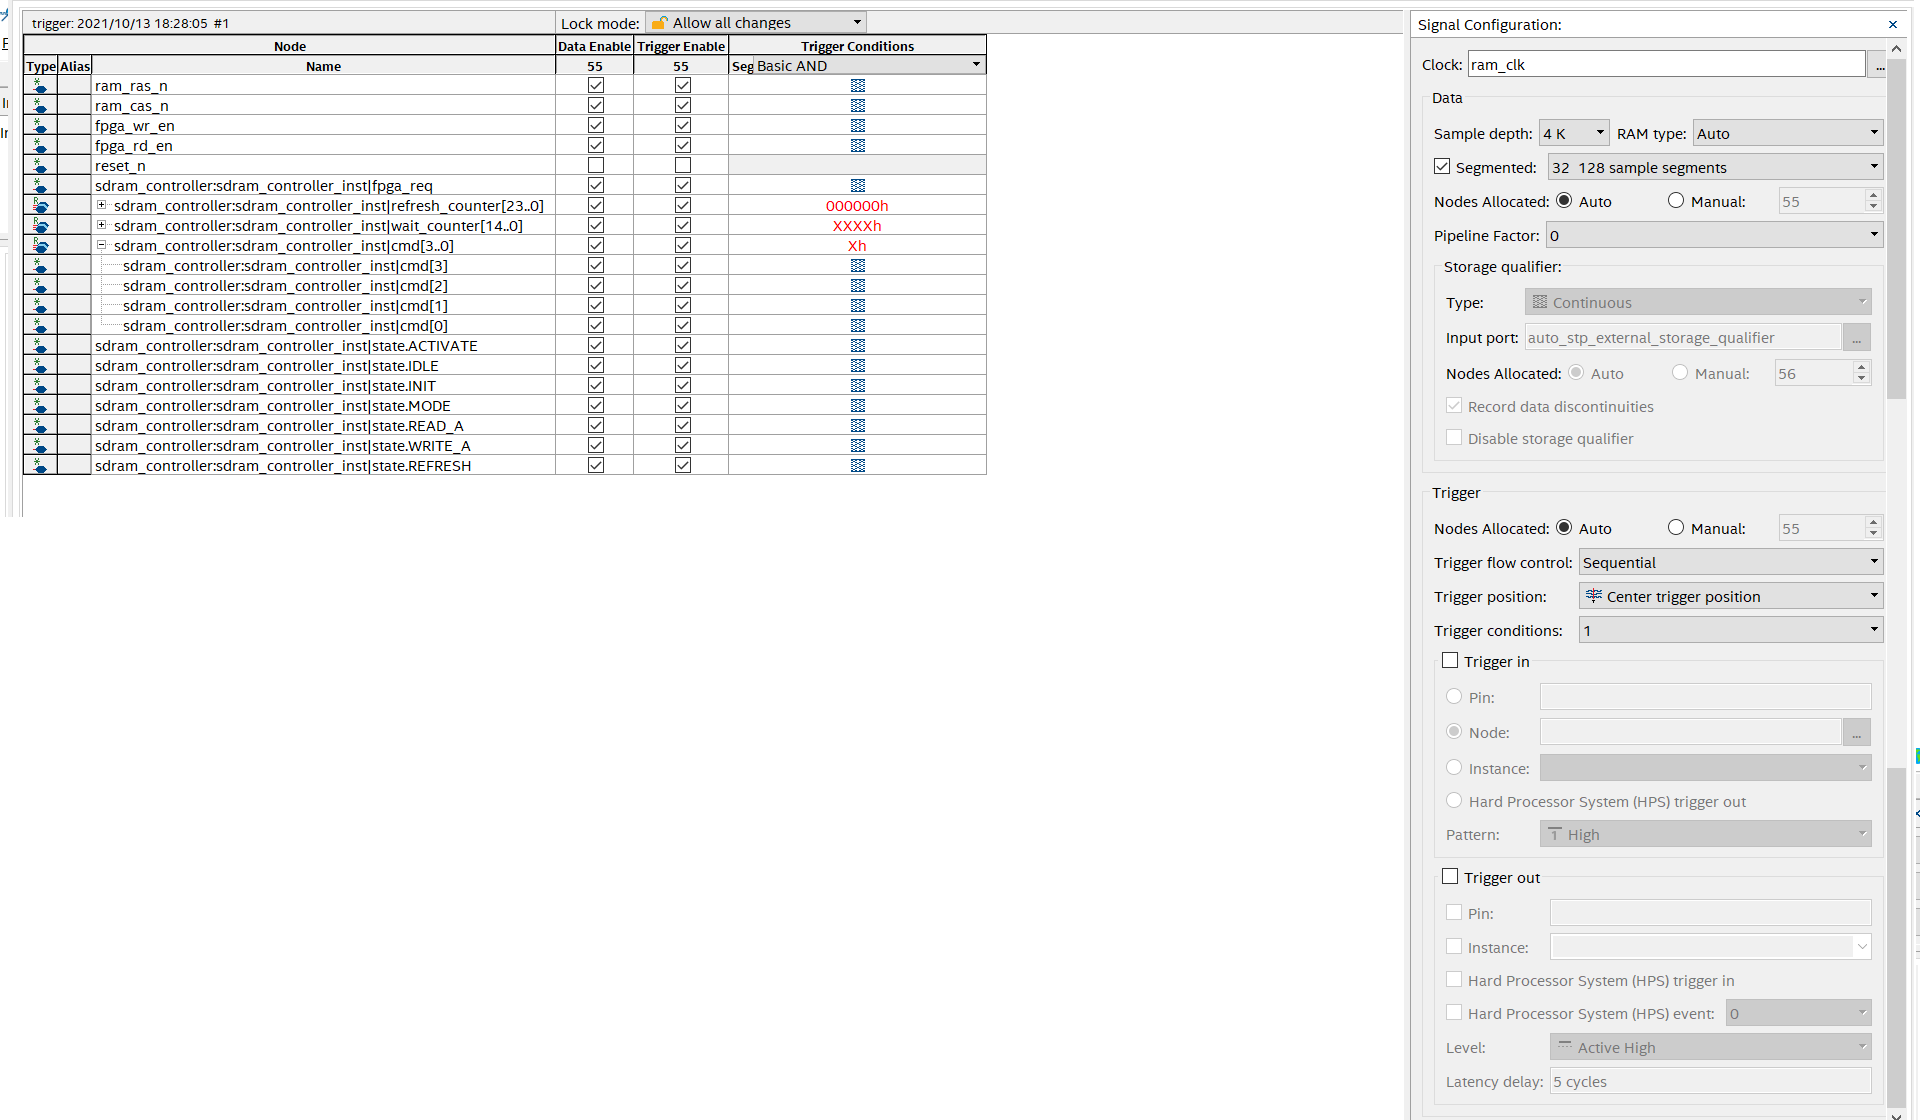 trigger: 2021/10/13 18:28:05 #1
Lock mode: Allow all changes
Node Data Enable Trigger Enable Trigger Conditions
Type Alias Name 55 55 Seg Basic AND
ram_ras_n
ram_cas_n
fpga_wr_en
fpga_rd_en
reset_n
sdram_controller:sdram_controller_inst|fpga_req
sdram_controller:sdram_controller_inst|refresh_counter[23..0] 000000h
sdram_controller:sdram_controller_inst|wait_counter[14..0] XXXXh
sdram_controller:sdram_controller_inst|cmd[3..0] Xh
sdram_controller:sdram_controller_inst|cmd[3]
sdram_controller:sdram_controller_inst|cmd[2]
sdram_controller:sdram_controller_inst|cmd[1]
sdram_controller:sdram_controller_inst|cmd[0]
sdram_controller:sdram_controller_inst|state.ACTIVATE
sdram_controller:sdram_controller_inst|state.IDLE
sdram_controller:sdram_controller_inst|state.INIT
sdram_controller:sdram_controller_inst|state.MODE
sdram_controller:sdram_controller_inst|state.READ_A
sdram_controller:sdram_controller_inst|state.WRITE_A
sdram_controller:sdram_controller_inst|state.REFRESH
Signal Configuration:
Clock: ram_clk ...
Data
Sample depth: 4 K RAM type: Auto
Segmented: 32 128 sample segments
Nodes Allocated: Auto Manual: 55
Pipeline Factor: 0
Storage qualifier:
Type: Continuous
Input port: auto_stp_external_storage_qualifier ...
Nodes Allocated: Auto Manual: 56
Record data discontinuities
Disable storage qualifier
Trigger
Nodes Allocated: Auto Manual: 55
Trigger flow control: Sequential
Trigger position: Center trigger position
Trigger conditions: 1
Trigger in
Pin:
Node: ...
Instance:
Hard Processor System (HPS) trigger out
Pattern: High
Trigger out
Pin:
Instance:
Hard Processor System (HPS) trigger in
Hard Processor System (HPS) event: 0
Level: Active High
Latency delay: 5 cycles